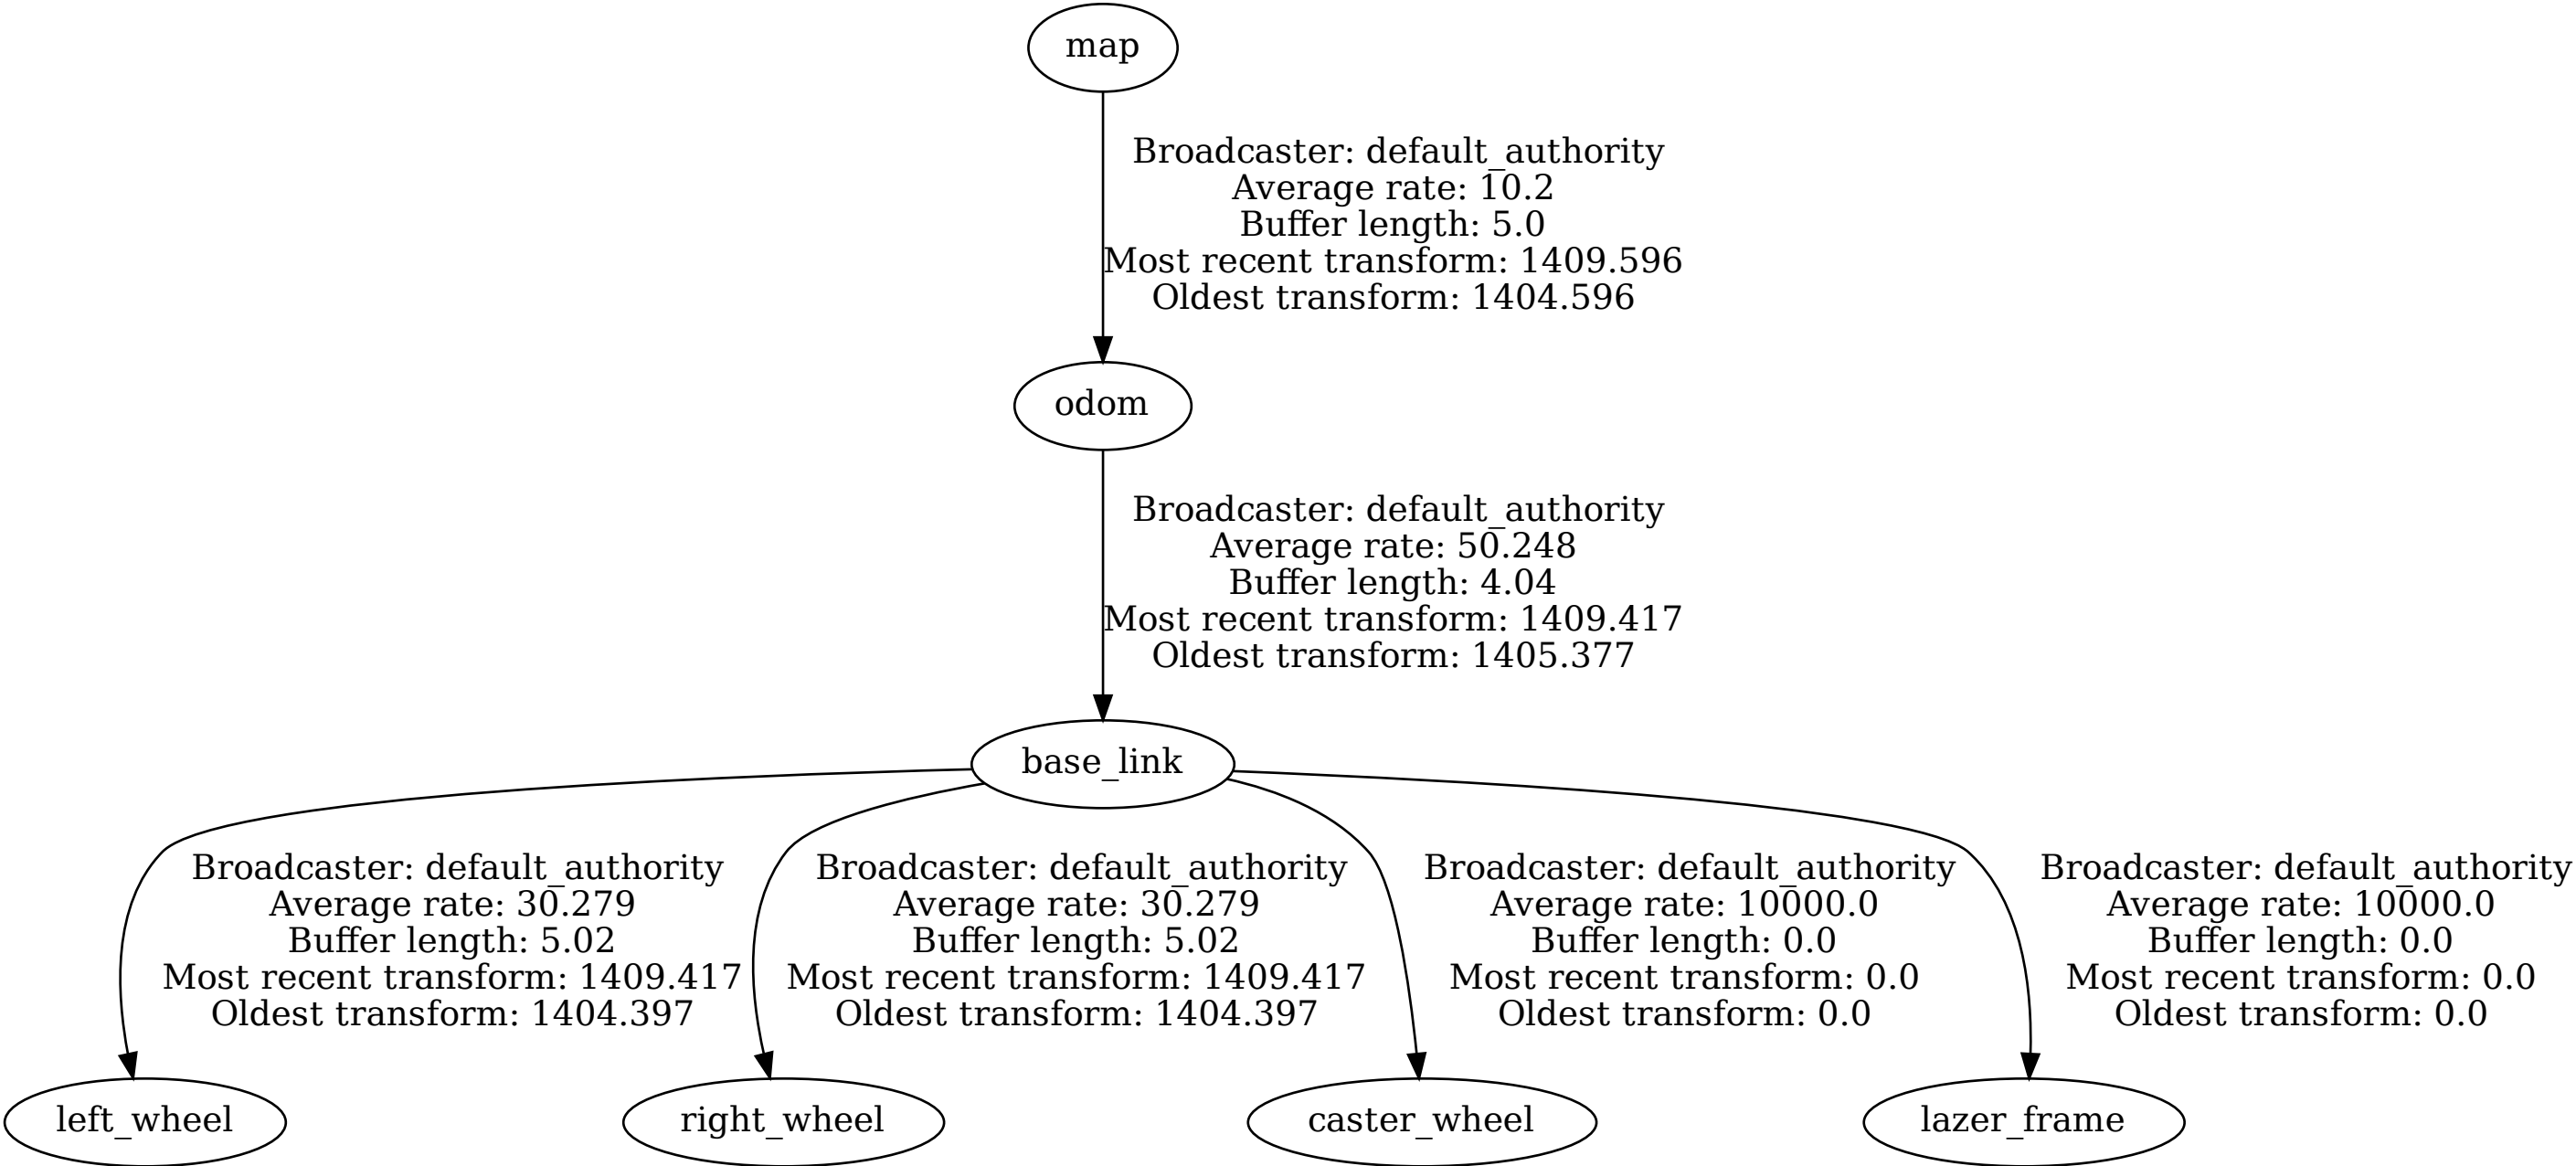 map
Broadcaster: default_authority
Average rate: 10.2
Buffer length: 5.0
Most recent transform: 1409.596
Oldest transform: 1404.596
odom
Broadcaster: default_authority
Average rate: 50.248
Buffer length: 4.04
Most recent transform: 1409.417
Oldest transform: 1405.377
base_link
Broadcaster: default_authority
Average rate: 30.279
Buffer length: 5.02
Most recent transform: 1409.417
Oldest transform: 1404.397
Broadcaster: default_authority
Average rate: 30.279
Buffer length: 5.02
Most recent transform: 1409.417
Oldest transform: 1404.397
Broadcaster: default_authority
Average rate: 10000.0
Buffer length: 0.0
Most recent transform: 0.0
Oldest transform: 0.0
Broadcaster: default_authority
Average rate: 10000.0
Buffer length: 0.0
Most recent transform: 0.0
Oldest transform: 0.0
left_wheel
right_wheel
caster_wheel
lazer_frame